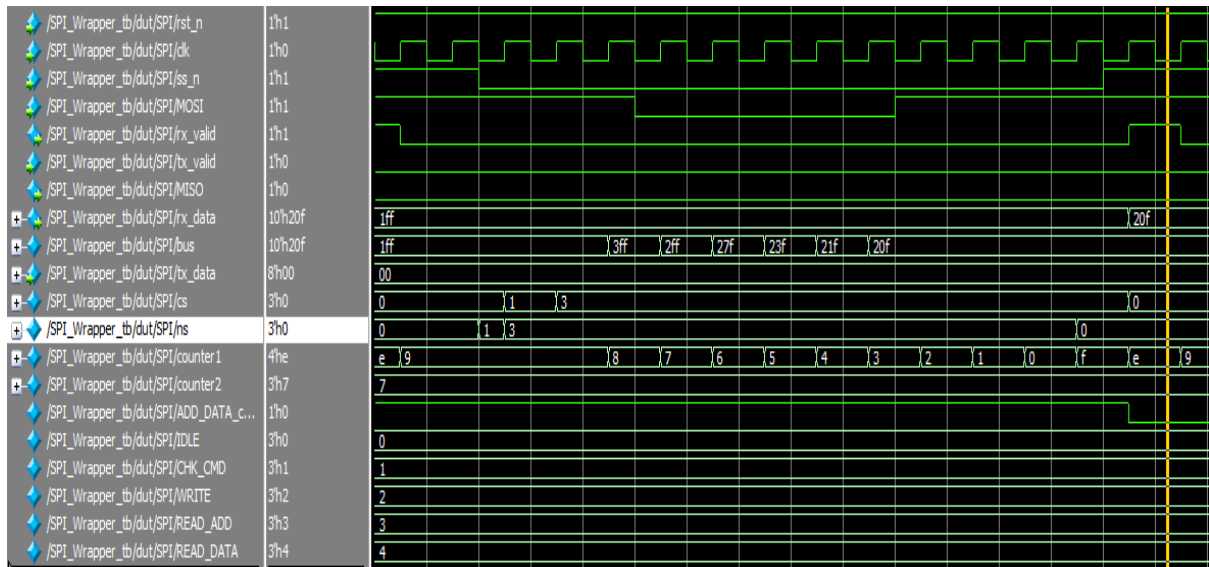 /SPI_Wrapper_tb/dut/SPI/rst_n 1'h1
/SPI_Wrapper_tb/dut/SPI/clk 1'h0
/SPI_Wrapper_tb/dut/SPI/ss_n 1'h1
/SPI_Wrapper_tb/dut/SPI/MOSI 1'h1
/SPI_Wrapper_tb/dut/SPI/rx_valid 1'h1
/SPI_Wrapper_tb/dut/SPI/tx_valid 1'h0
/SPI_Wrapper_tb/dut/SPI/MISO 1'h0
/SPI_Wrapper_tb/dut/SPI/rx_data 10'h20f 1ff 20f
/SPI_Wrapper_tb/dut/SPI/bus 10'h20f 1ff 3ff 2ff 27f 23f 21f 20f
/SPI_Wrapper_tb/dut/SPI/tx_data 8'h00 00
/SPI_Wrapper_tb/dut/SPI/cs 3'h0 0 1 3 0
/SPI_Wrapper_tb/dut/SPI/ns 3'h0 0 1 3 0
/SPI_Wrapper_tb/dut/SPI/counter1 4'he e 9 8 7 6 5 4 3 2 1 0 f e 9
/SPI_Wrapper_tb/dut/SPI/counter2 3'h7 7
/SPI_Wrapper_tb/dut/SPI/ADD_DATA_c... 1'h0
/SPI_Wrapper_tb/dut/SPI/IDLE 3'h0 0
/SPI_Wrapper_tb/dut/SPI/CHK_CMD 3'h1 1
/SPI_Wrapper_tb/dut/SPI/WRITE 3'h2 2
/SPI_Wrapper_tb/dut/SPI/READ_ADD 3'h3 3
/SPI_Wrapper_tb/dut/SPI/READ_DATA 3'h4 4